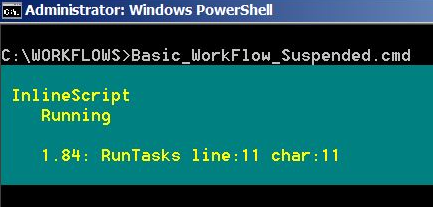 Administrator: Windows PowerShell
C:\WORKFLOWS>Basic_WorkFlow_Suspended.cmd
InlineScript
Running
1.84: RunTasks line:11 char:11